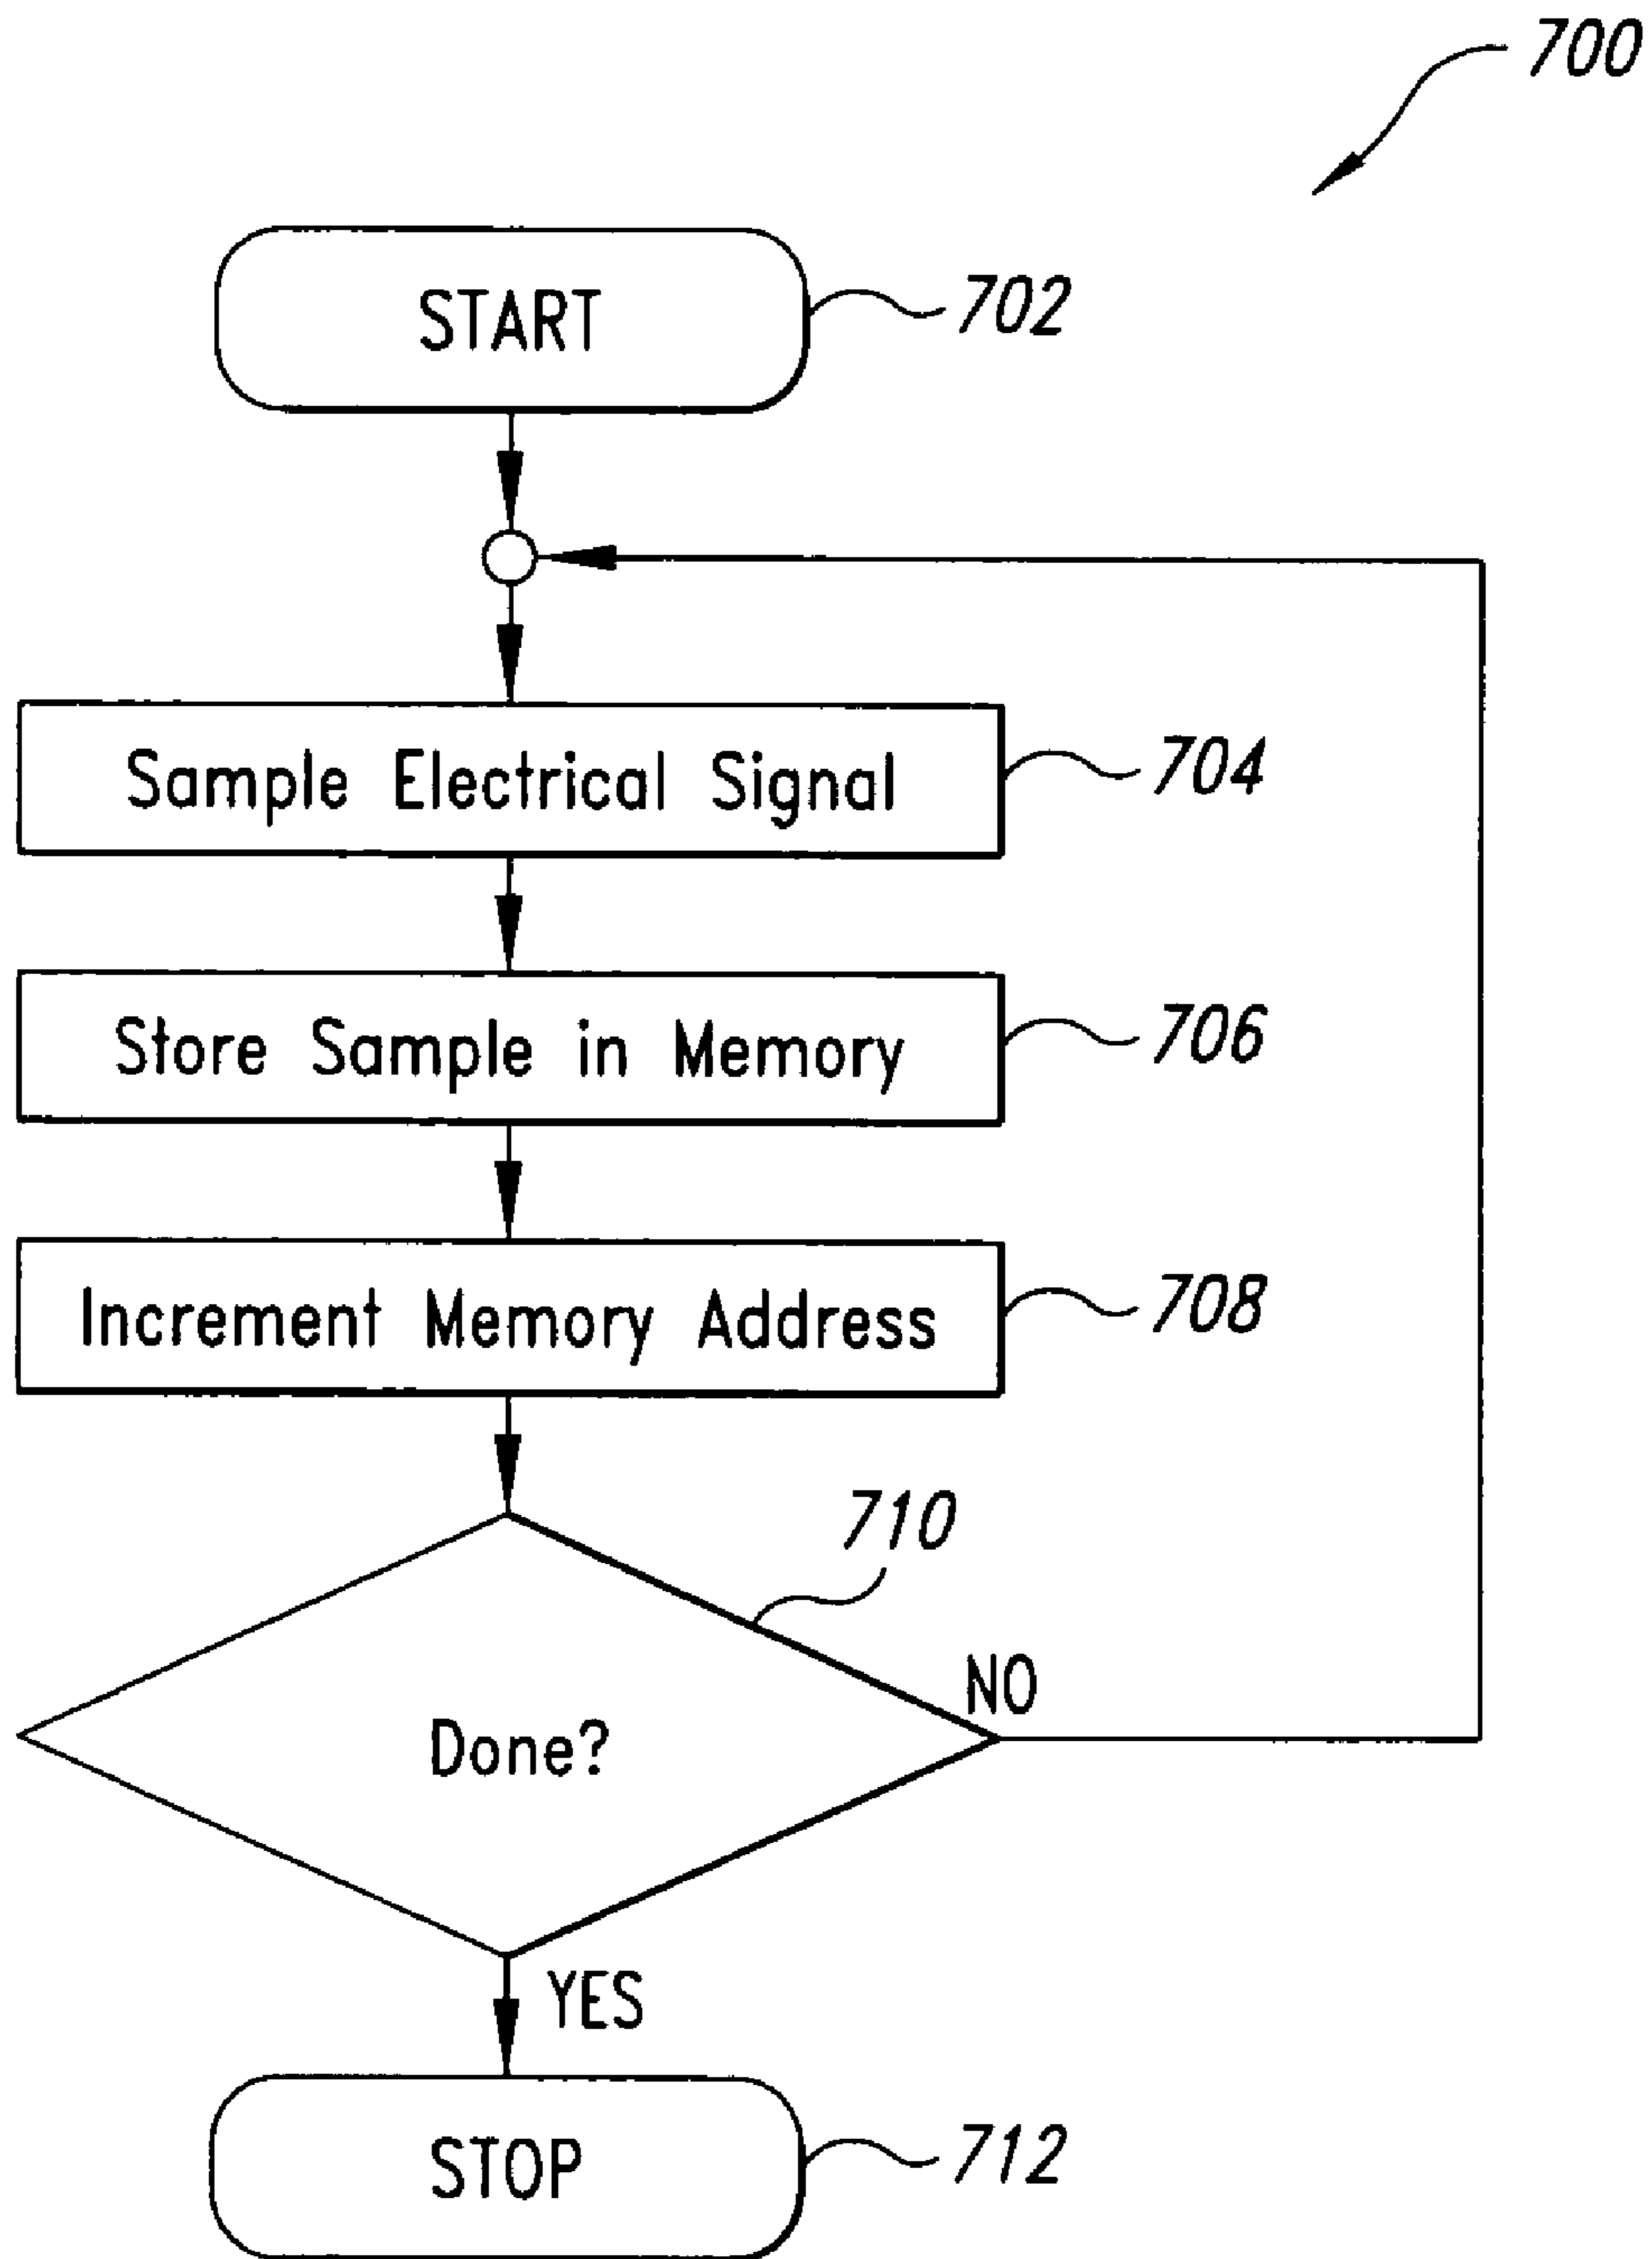 700
START
702
Sample Electrical Signal
704
Store Sample in Memory
706
Increment Memory Address
708
710
Done?
NO
YES
STOP
712